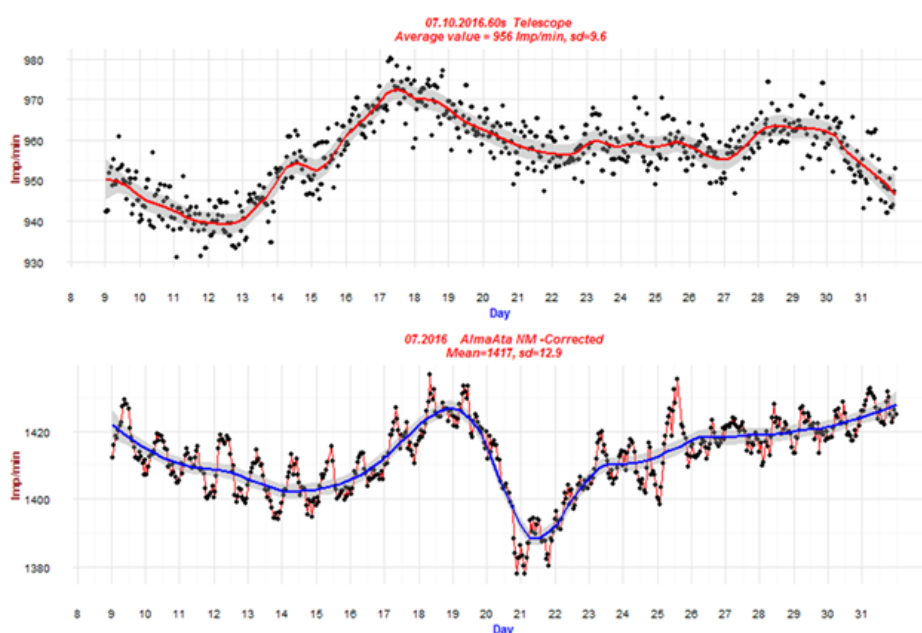 07.10.2016.60s Telescope
Average value = 956 Imp/min, sd=9.6
Imp/min
980
970
960
950
940
930
8 9 10 11 12 13 14 15 16 17 18 19 20 21 22 23 24 25 26 27 28 29 30 31
Day
07.2016 AlmaAta NM -Corrected
Mean=1417, sd=12.9
Imp/min
1420
1400
1380
8 9 10 11 12 13 14 15 16 17 18 19 20 21 22 23 24 25 26 27 28 29 30 31
Day